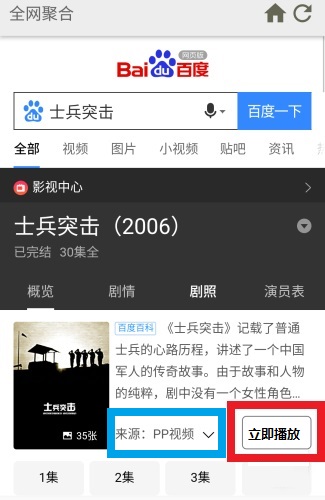 全网聚合
网页版
Bai du 百度
士兵突击
百度一下
全部 视频 图片 小视频 贴吧 资讯
影视中心
士兵突击（2006）
已完结 30集全
概览 剧情 剧照 演员表
百度百科 《士兵突击》记载了普通
士兵的心路历程，讲述了一个中国
军人的传奇故事。由于故事和人物
的纯粹，剧中没有一个女性角色...
士兵突击
35张
来源：PP视频
立即播放
1集 2集 3集